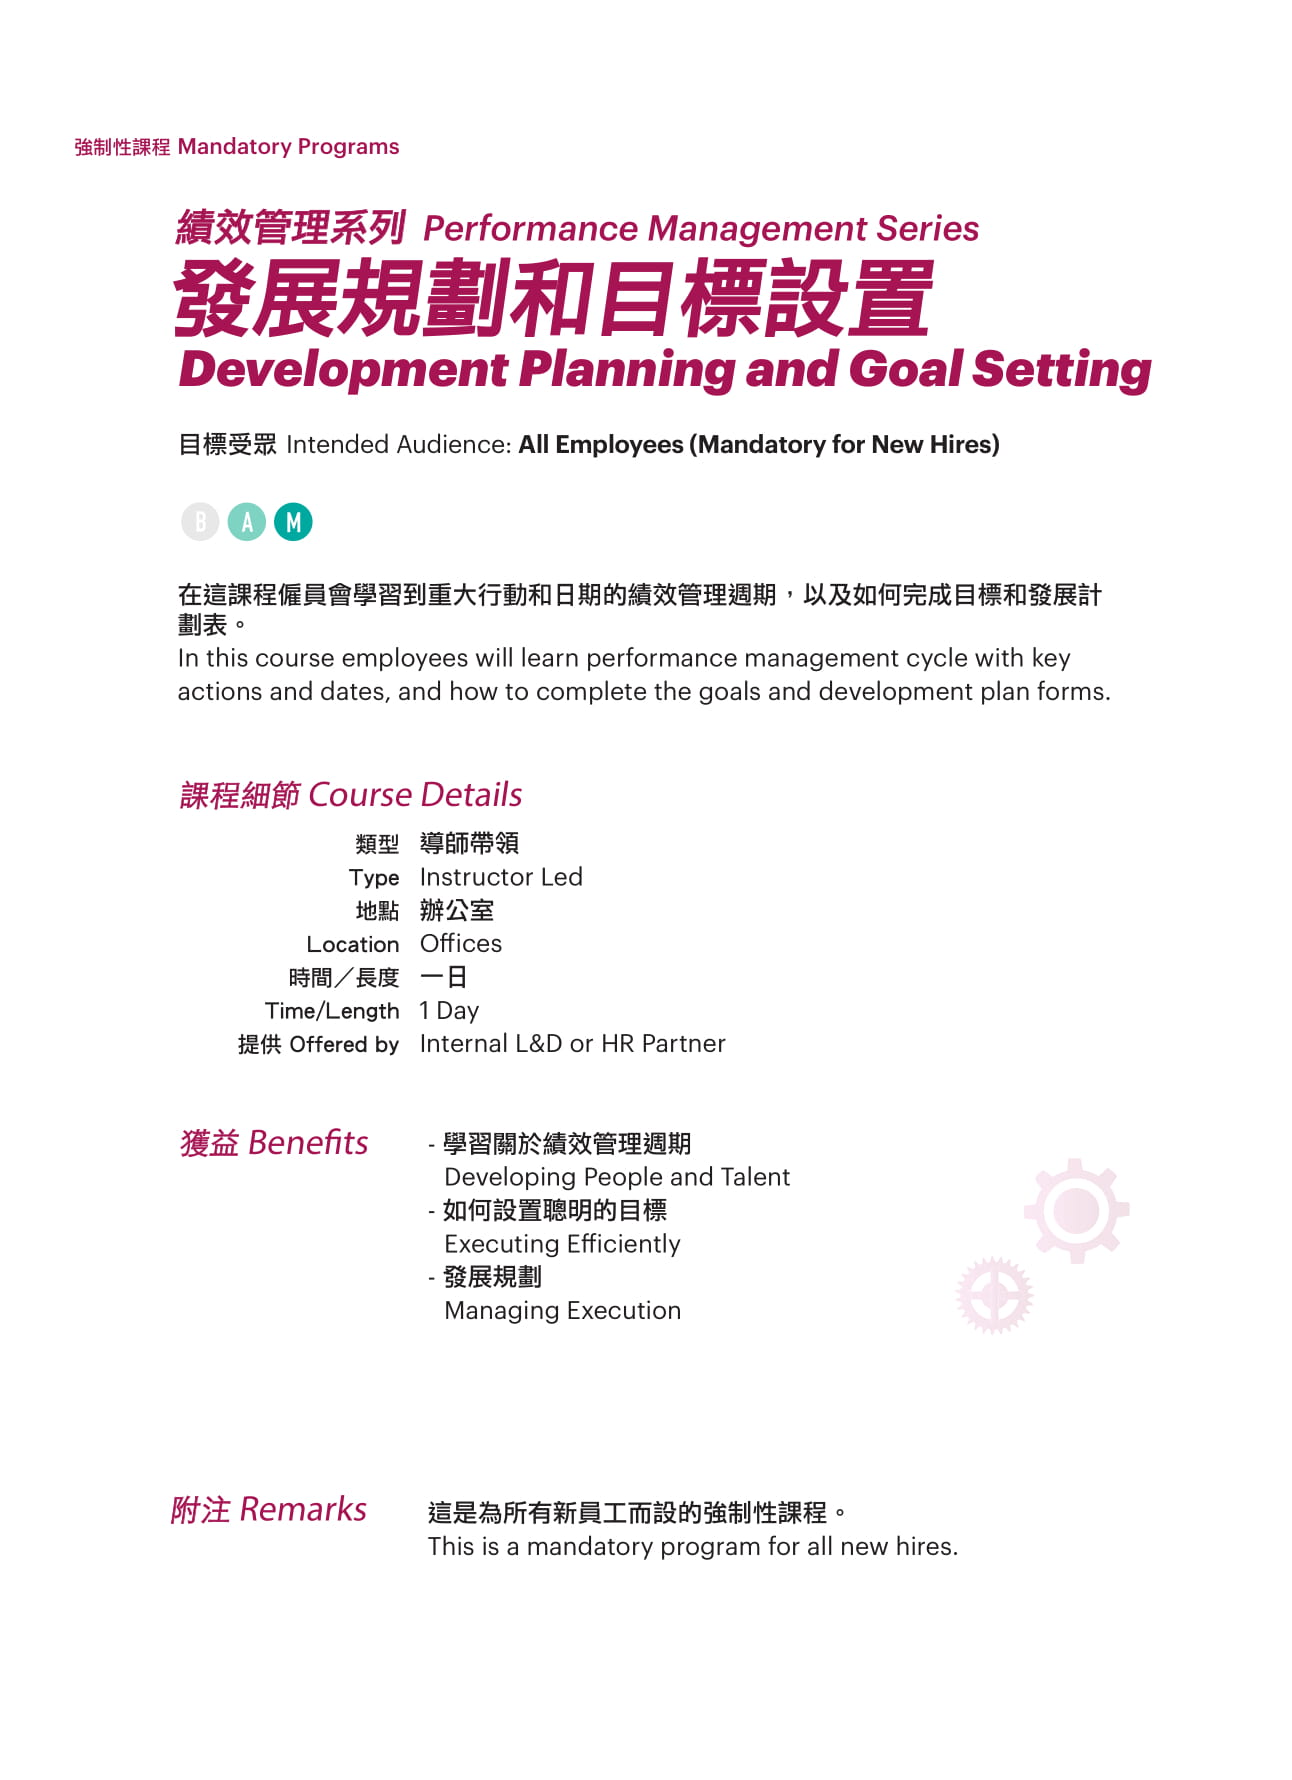 強制性課程 Mandatory Programs
績效管理系列 Performance Management Series
發展規劃和目標設置
Development Planning and Goal Setting
目標受眾 Intended Audience: All Employees (Mandatory for New Hires)
B A M
在這課程僱員會學習到重大行動和日期的績效管理週期，以及如何完成目標和發展計
劃表。
In this course employees will learn performance management cycle with key
actions and dates, and how to complete the goals and development plan forms.
課程細節 Course Details
類型 導師帶領
Type Instructor Led
地點 辦公室
Location Offices
時間／長度 一日
Time/Length 1 Day
提供 Offered by Internal L&D or HR Partner
獲益 Benefits - 學習關於績效管理週期
Developing People and Talent
- 如何設置聰明的目標
Executing Efficiently
- 發展規劃
Managing Execution
附注 Remarks 這是為所有新員工而設的強制性課程。
This is a mandatory program for all new hires.